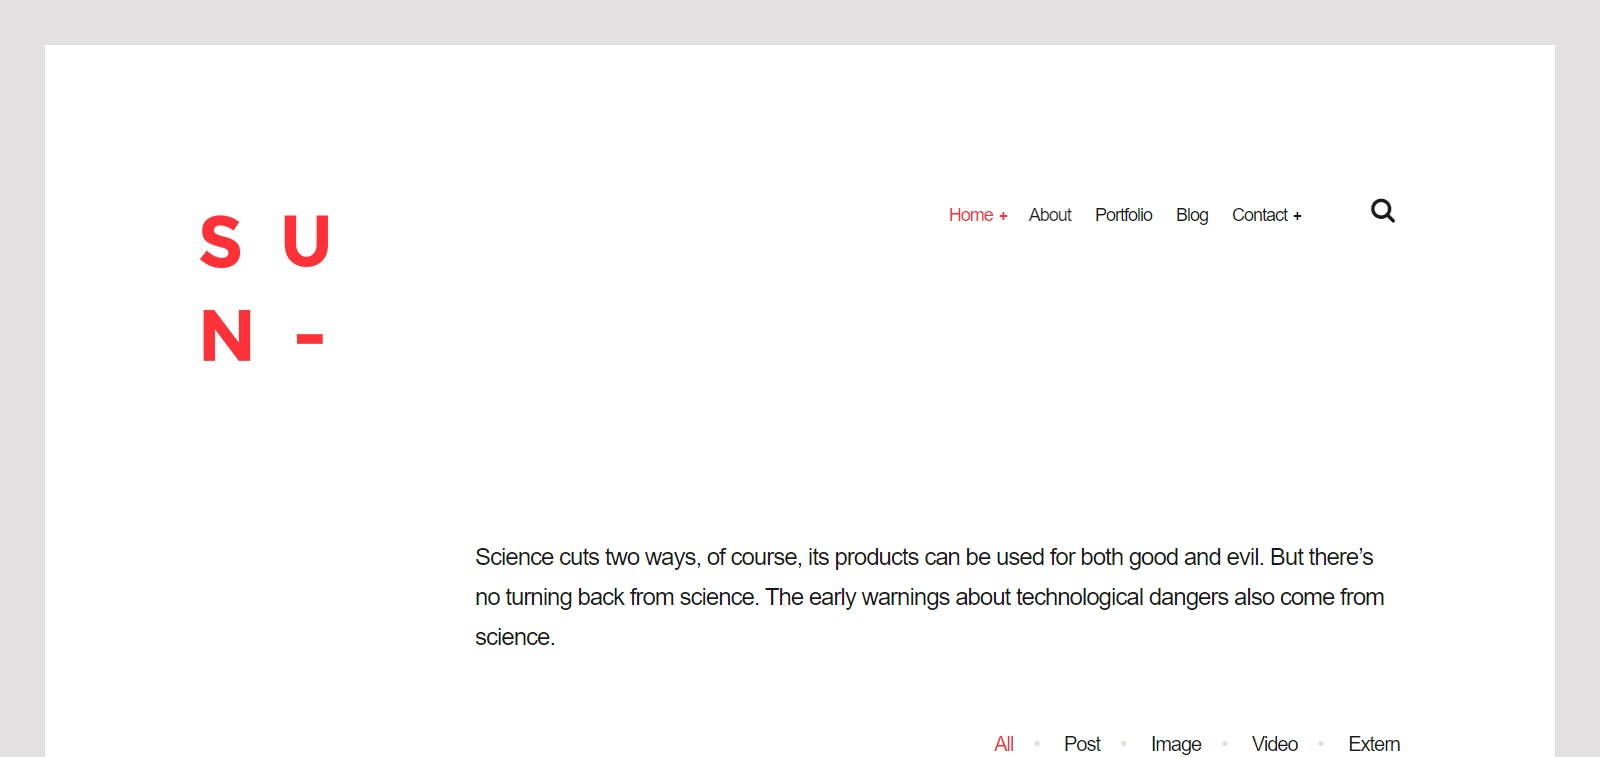 S U
N -
Home + About Portfolio Blog Contact +
Science cuts two ways, of course, its products can be used for both good and evil. But there’s
no turning back from science. The early warnings about technological dangers also come from
science.
All • Post • Image • Video • Extern